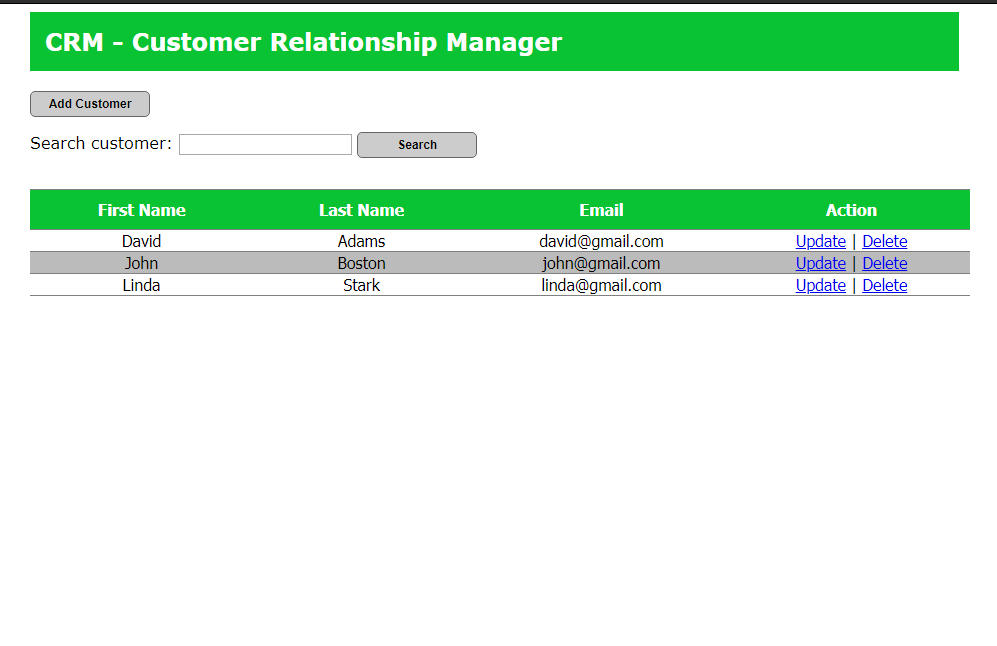 CRM - Customer Relationship Manager
Add Customer
Search customer: Search
First Name Last Name Email Action
David Adams david@gmail.com Update | Delete
John Boston john@gmail.com Update | Delete
Linda Stark linda@gmail.com Update | Delete